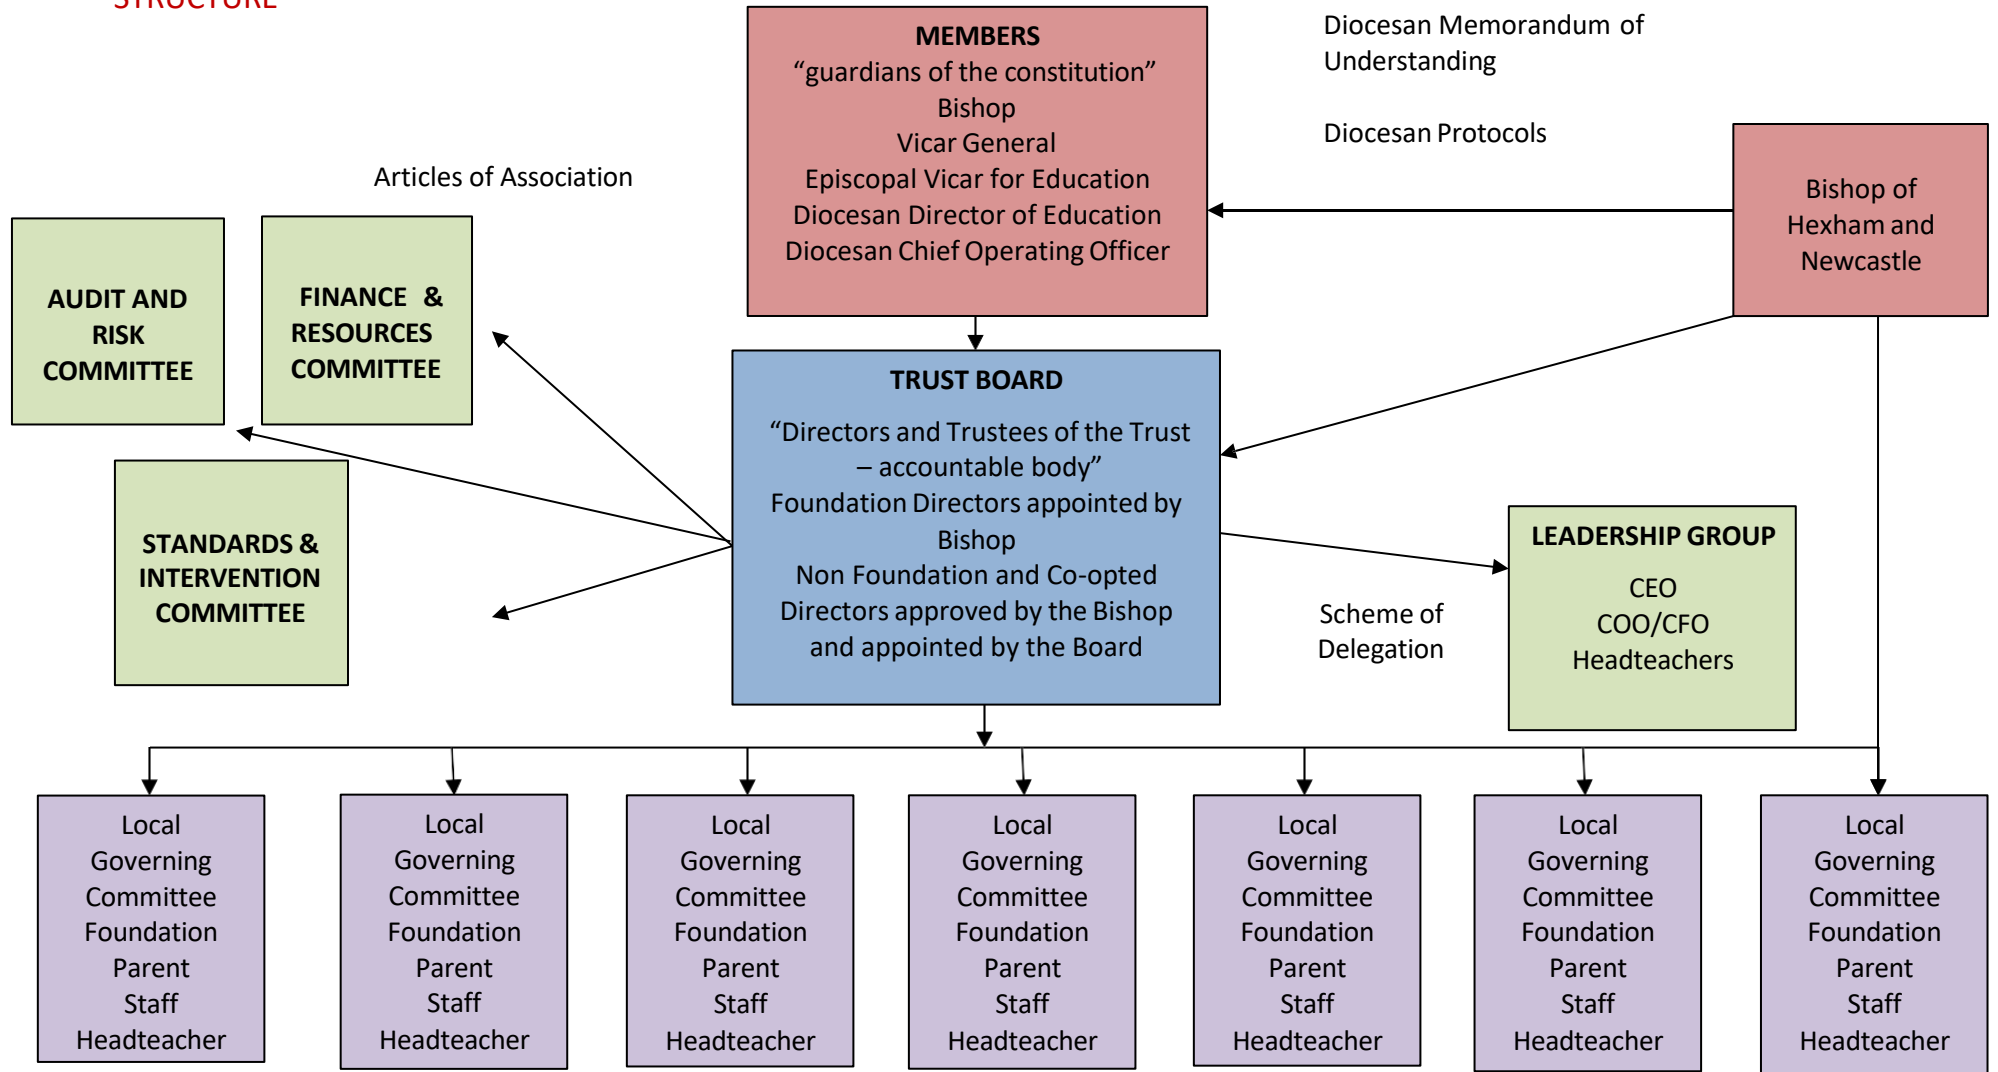 STRUCTURE
MEMBERS
“guardians of the constitution”
Bishop
Vicar General
Episcopal Vicar for Education
Diocesan Director of Education
Diocesan Chief Operating Officer
Diocesan Memorandum of
Understanding
Diocesan Protocols
Bishop of
Hexham and
Newcastle
Articles of Association
AUDIT AND
RISK
COMMITTEE
FINANCE &
RESOURCES
COMMITTEE
STANDARDS &
INTERVENTION
COMMITTEE
TRUST BOARD
“Directors and Trustees of the Trust
– accountable body”
Foundation Directors appointed by
Bishop
Non Foundation and Co-opted
Directors approved by the Bishop
and appointed by the Board
Scheme of
Delegation
LEADERSHIP GROUP
CEO
COO/CFO
Headteachers
Local
Governing
Committee
Foundation
Parent
Staff
Headteacher
Local
Governing
Committee
Foundation
Parent
Staff
Headteacher
Local
Governing
Committee
Foundation
Parent
Staff
Headteacher
Local
Governing
Committee
Foundation
Parent
Staff
Headteacher
Local
Governing
Committee
Foundation
Parent
Staff
Headteacher
Local
Governing
Committee
Foundation
Parent
Staff
Headteacher
Local
Governing
Committee
Foundation
Parent
Staff
Headteacher